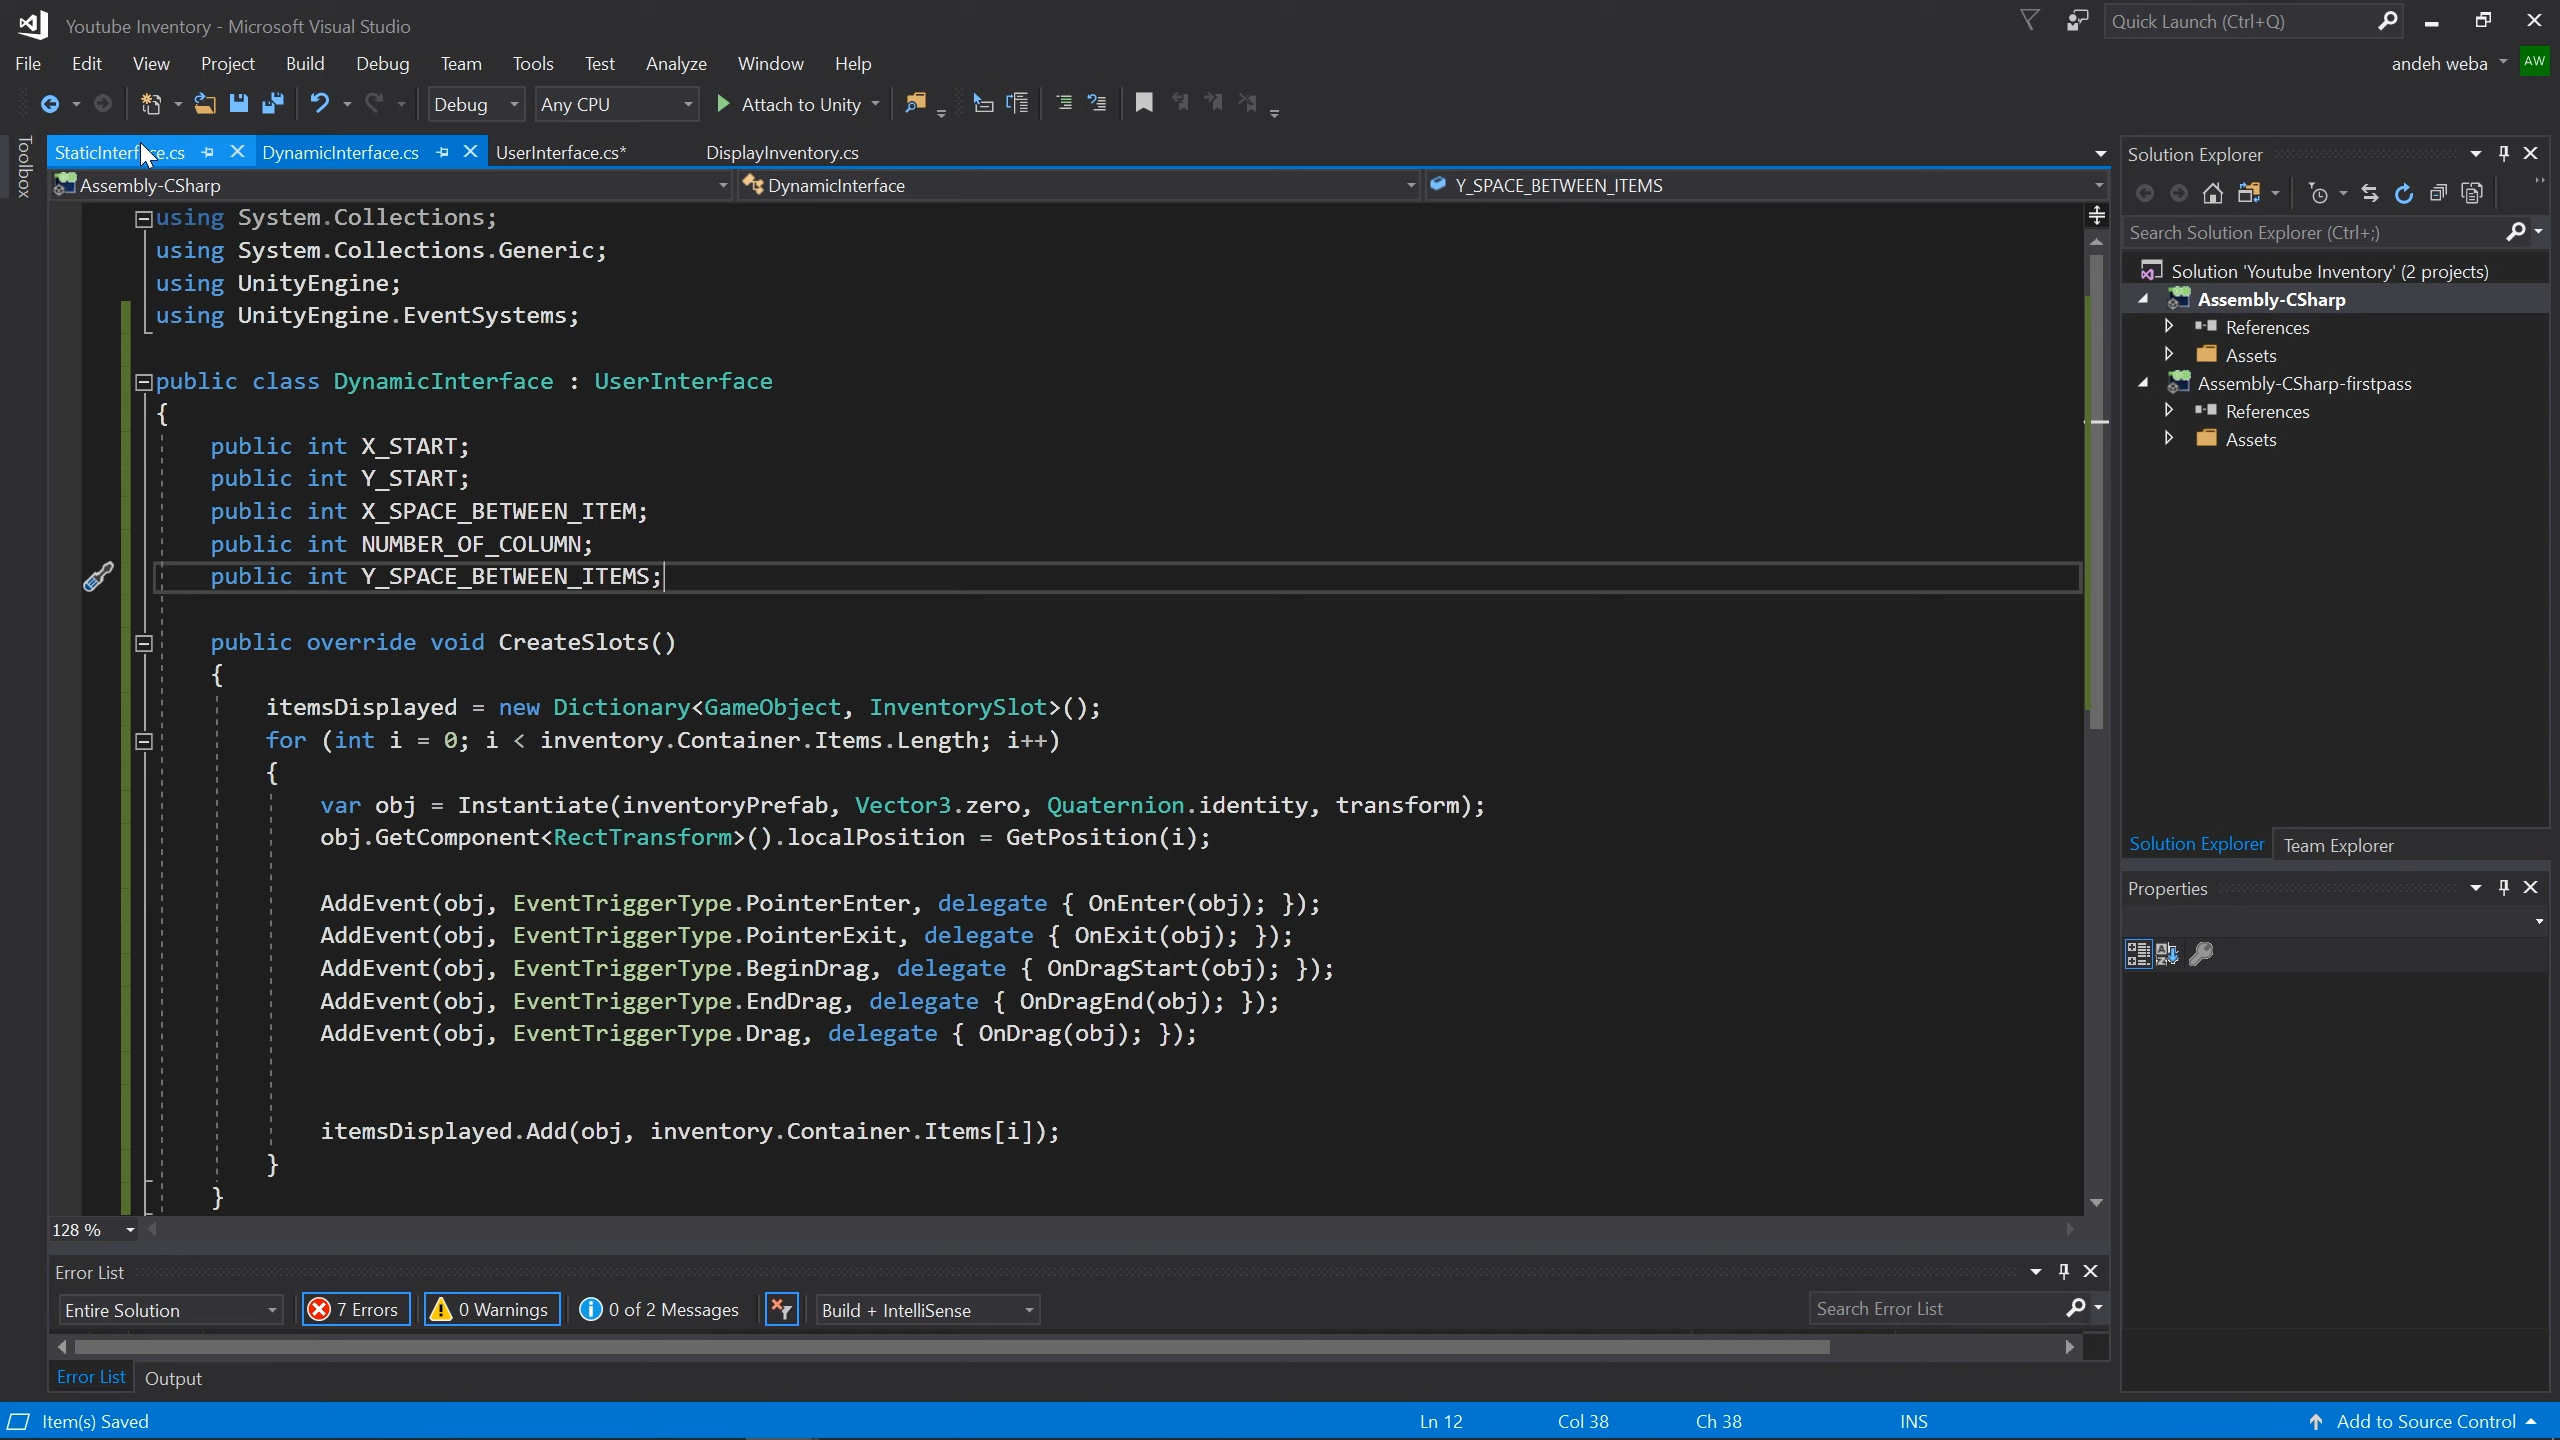 Youtube Inventory - Microsoft Visual Studio
Quick Launch (Ctrl+Q)
File Edit View Project Build Debug Team Tools Test Analyze Window Help
andeh weba AW
Debug Any CPU Attach to Unity
Toolbox
StaticInterface.cs DynamicInterface.cs UserInterface.cs* DisplayInventory.cs
Assembly-CSharp DynamicInterface Y_SPACE_BETWEEN_ITEMS
using System.Collections;
using System.Collections.Generic;
using UnityEngine;
using UnityEngine.EventSystems;
public class DynamicInterface : UserInterface
{
public int X_START;
public int Y_START;
public int X_SPACE_BETWEEN_ITEM;
public int NUMBER_OF_COLUMN;
public int Y_SPACE_BETWEEN_ITEMS;
public override void CreateSlots()
{
itemsDisplayed = new Dictionary<GameObject, InventorySlot>();
for (int i = 0; i < inventory.Container.Items.Length; i++)
{
var obj = Instantiate(inventoryPrefab, Vector3.zero, Quaternion.identity, transform);
obj.GetComponent<RectTransform>().localPosition = GetPosition(i);
AddEvent(obj, EventTriggerType.PointerEnter, delegate { OnEnter(obj); });
AddEvent(obj, EventTriggerType.PointerExit, delegate { OnExit(obj); });
AddEvent(obj, EventTriggerType.BeginDrag, delegate { OnDragStart(obj); });
AddEvent(obj, EventTriggerType.EndDrag, delegate { OnDragEnd(obj); });
AddEvent(obj, EventTriggerType.Drag, delegate { OnDrag(obj); });
itemsDisplayed.Add(obj, inventory.Container.Items[i]);
}
}
128 %
Error List
Entire Solution 7 Errors 0 Warnings 0 of 2 Messages Build + IntelliSense Search Error List
Error List Output
Solution Explorer
Search Solution Explorer (Ctrl+;)
Solution 'Youtube Inventory' (2 projects)
Assembly-CSharp
References
Assets
Assembly-CSharp-firstpass
References
Assets
Solution Explorer Team Explorer
Properties
Item(s) Saved Ln 12 Col 38 Ch 38 INS Add to Source Control